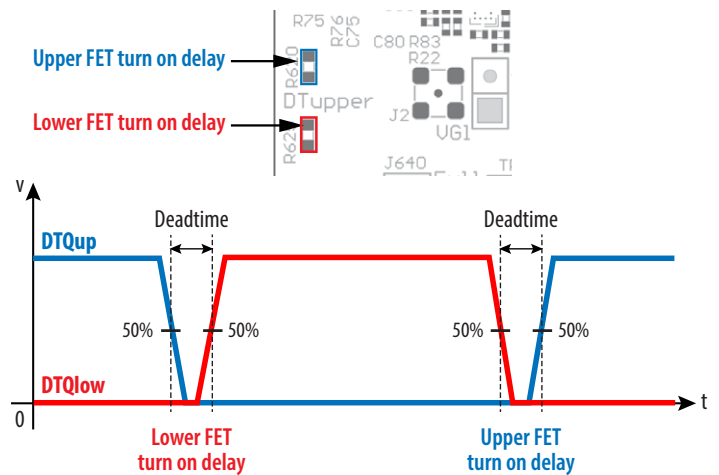 R75
R76
C75
C80 R83
R22
Upper FET turn on delay
DTupper
Lower FET turn on delay
J2
VG1
J640
V
Deadtime
Deadtime
DTQup
50%
50%
50%
50%
DTQlow
0
t
Lower FET
turn on delay
Upper FET
turn on delay